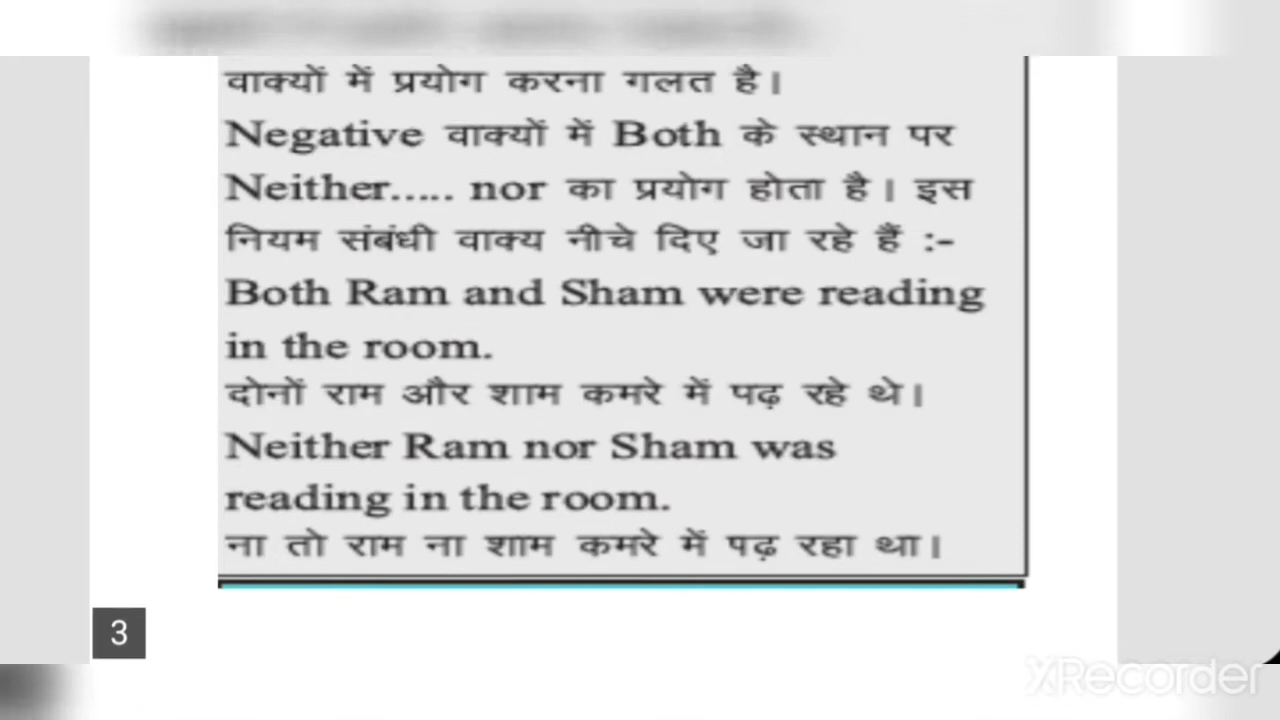 वाक्यों में प्रयोग करना गलत है।
Negative वाक्यों में Both के स्थान पर
Neither..... nor का प्रयोग होता है। इस
नियम संबंधी वाक्य नीचे दिए जा रहे हैं :-
Both Ram and Sham were reading
in the room.
दोनों राम और शाम कमरे में पढ़ रहे थे।
Neither Ram nor Sham was
reading in the room.
ना तो राम ना शाम कमरे में पढ़ रहा था।
3
XRecorder